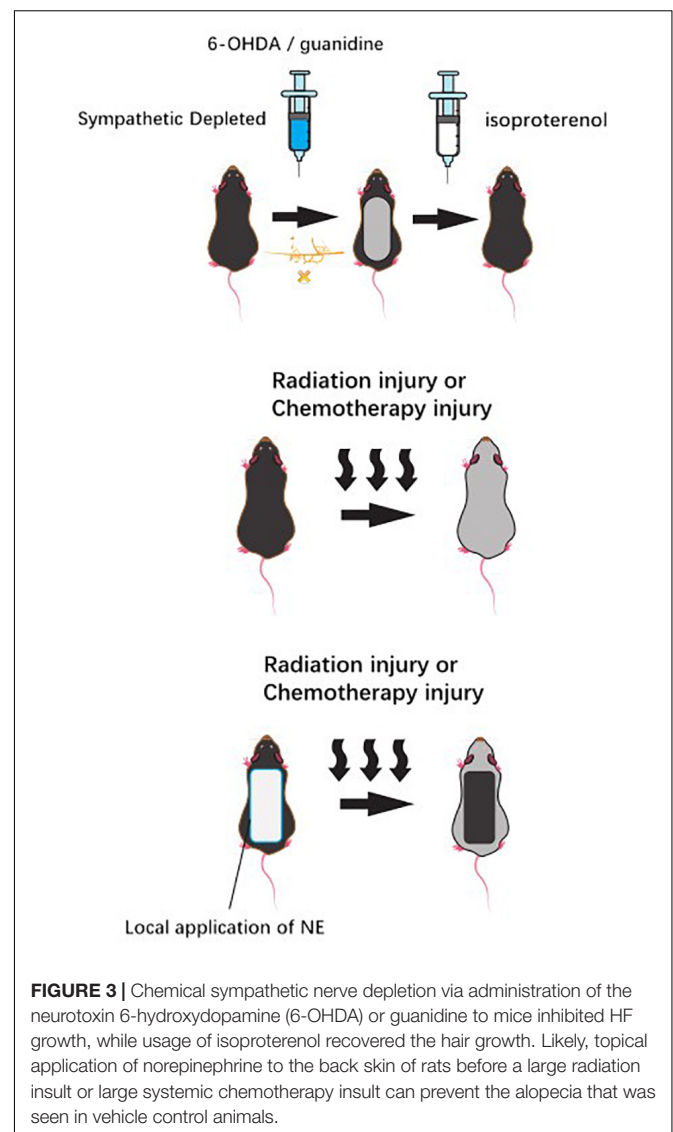 6-OHDA / guanidine
Sympathetic Depleted
isoproterenol
Radiation injury or
Chemotherapy injury
Radiation injury or
Chemotherapy injury
Local application of NE
FIGURE 3 | Chemical sympathetic nerve depletion via administration of the
neurotoxin 6-hydroxydopamine (6-OHDA) or guanidine to mice inhibited HF
growth, while usage of isoproterenol recovered the hair growth. Likely, topical
application of norepinephrine to the back skin of rats before a large radiation
insult or large systemic chemotherapy insult can prevent the alopecia that was
seen in vehicle control animals.